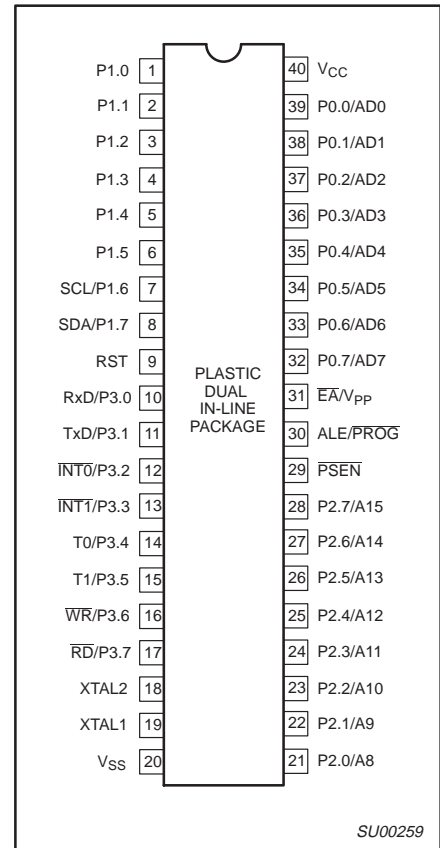 P1.0 1 40 VCC
P1.1 2 39 P0.0/AD0
P1.2 3 38 P0.1/AD1
P1.3 4 37 P0.2/AD2
P1.4 5 36 P0.3/AD3
P1.5 6 35 P0.4/AD4
SCL/P1.6 7 34 P0.5/AD5
SDA/P1.7 8 33 P0.6/AD6
RST 9 32 P0.7/AD7
PLASTIC
DUAL
IN-LINE
PACKAGE
RxD/P3.0 10 31 EA/VPP
TxD/P3.1 11 30 ALE/PROG
INT0/P3.2 12 29 PSEN
INT1/P3.3 13 28 P2.7/A15
T0/P3.4 14 27 P2.6/A14
T1/P3.5 15 26 P2.5/A13
WR/P3.6 16 25 P2.4/A12
RD/P3.7 17 24 P2.3/A11
XTAL2 18 23 P2.2/A10
XTAL1 19 22 P2.1/A9
VSS 20 21 P2.0/A8
SU00259